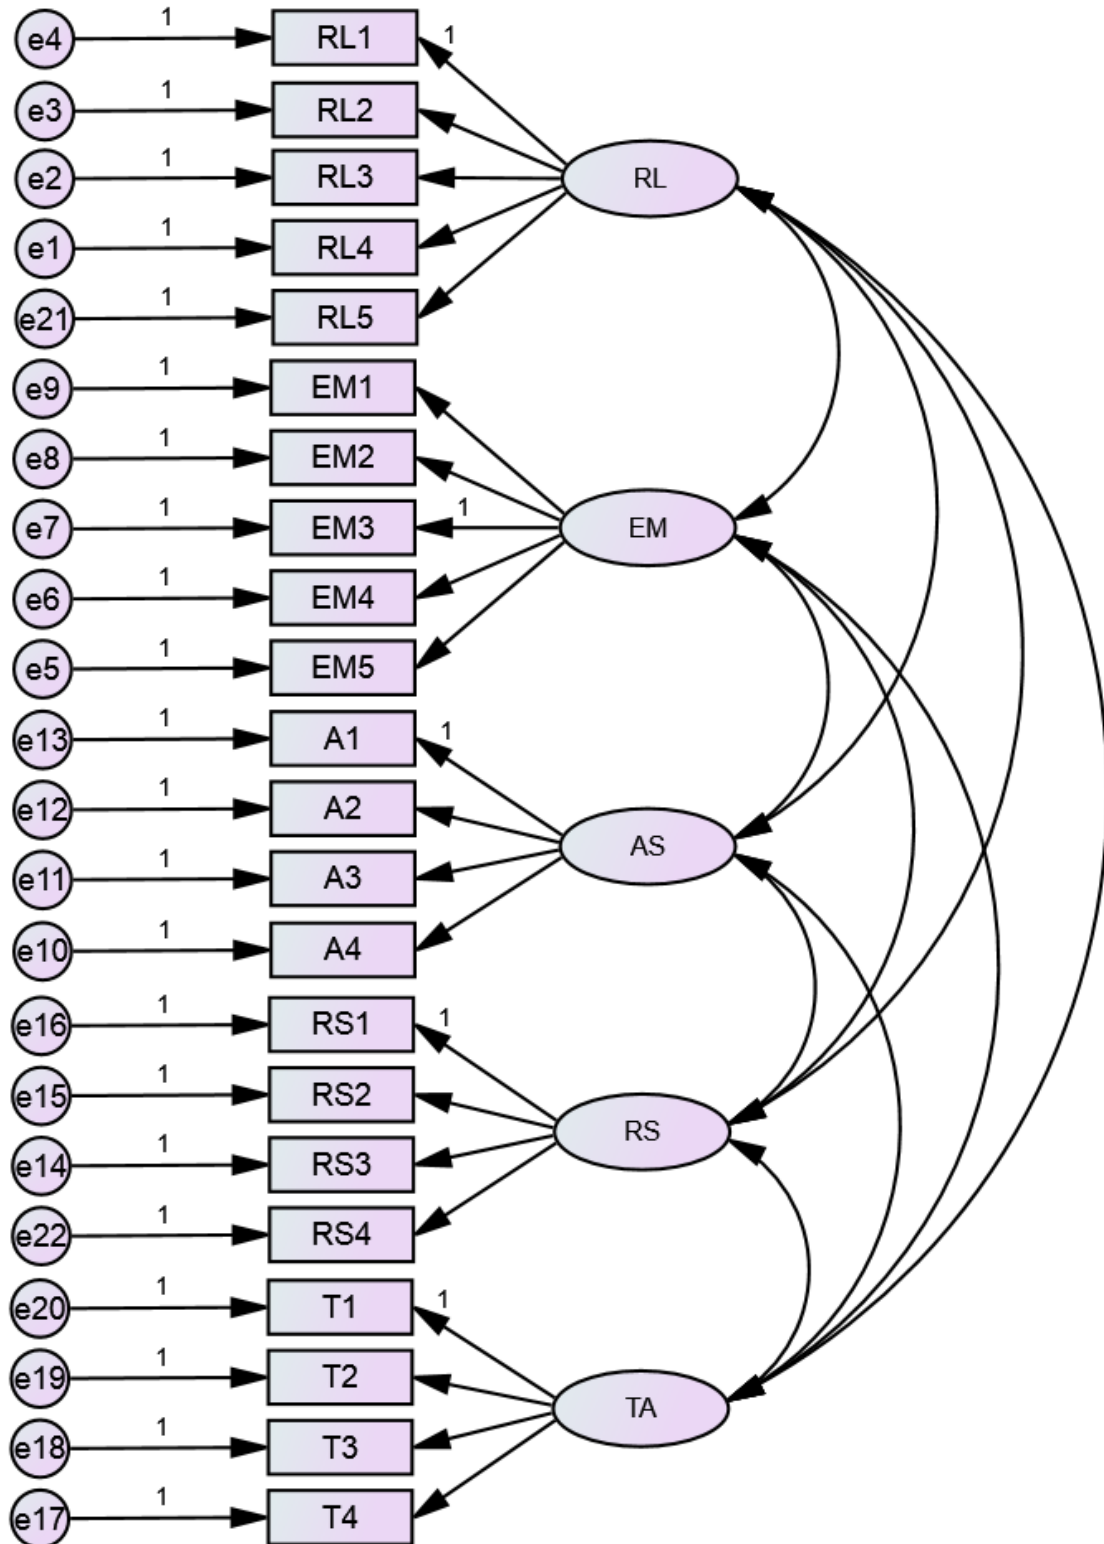 e4 1 RL1 1
e3 1 RL2
RL
e2 1 RL3
e1 1 RL4
e21 1 RL5
e9 1 EM1
e8 1 EM2
e7 1 EM3 1 EM
e6 1 EM4
e5 1 EM5
e13 1 A1 1
e12 1 A2
AS
e11 1 A3
e10 1 A4
e16 1 RS1 1
e15 1 RS2
RS
e14 1 RS3
e22 1 RS4
e20 1 T1 1
e19 1 T2
TA
e18 1 T3
e17 1 T4